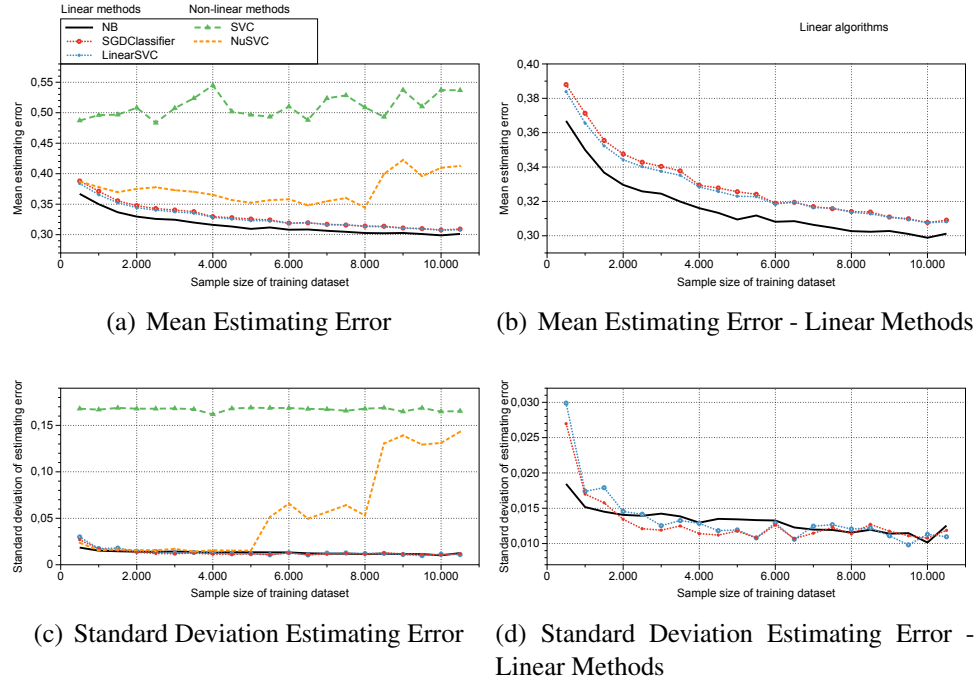 Linear methods
Non-linear methods
NB
SVC
SGDClassifier
NuSVC
LinearSVC
Linear algorithms
Mean estimating error
0,55
0,50
0,45
0,40
0,35
0,30
0 2.000 4.000 6.000 8.000 10.000
Sample size of training dataset
(a) Mean Estimating Error
Mean estimating error
0,40
0,38
0,36
0,34
0,32
0,30
0 2.000 4.000 6.000 8.000 10.000
Sample size of training dataset
(b) Mean Estimating Error - Linear Methods
Standard deviation of estimating error
0,15
0,10
0,05
0
0 2.000 4.000 6.000 8.000 10.000
Sample size of training dataset
(c) Standard Deviation Estimating Error
Standard deviation of estimating error
0,030
0,025
0,020
0,015
0,010
0 2.000 4.000 6.000 8.000 10.000
Sample size of training dataset
(d) Standard Deviation Estimating Error -
Linear Methods